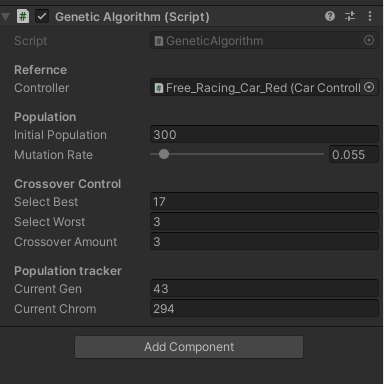 Genetic Algorithm (Script)
Script GeneticAlgorithm
Refernce
Controller Free_Racing_Car_Red (Car Controll
Population
Initial Population 300
Mutation Rate 0.055
Crossover Control
Select Best 17
Select Worst 3
Crossover Amount 3
Population tracker
Current Gen 43
Current Chrom 294
Add Component